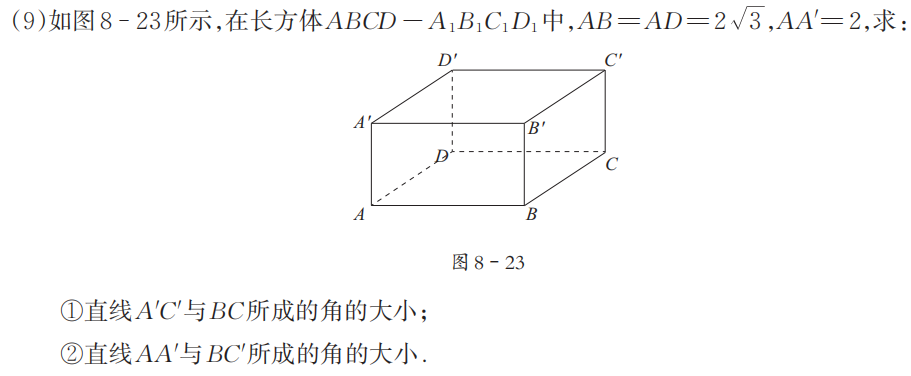 (9)如图8-23所示,在长方体ABCD-A₁B₁C₁D₁中,AB=AD=2√3,AA′=2,求:
D′ C′
A′ B′
D C
A B
图8-23
①直线A′C′与BC所成的角的大小;
②直线AA′与BC′所成的角的大小.